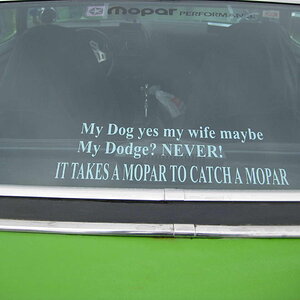 mopar PERFORMANCE
My Dog yes my wife maybe
My Dodge? NEVER!
IT TAKES A MOPAR TO CATCH A MOPAR